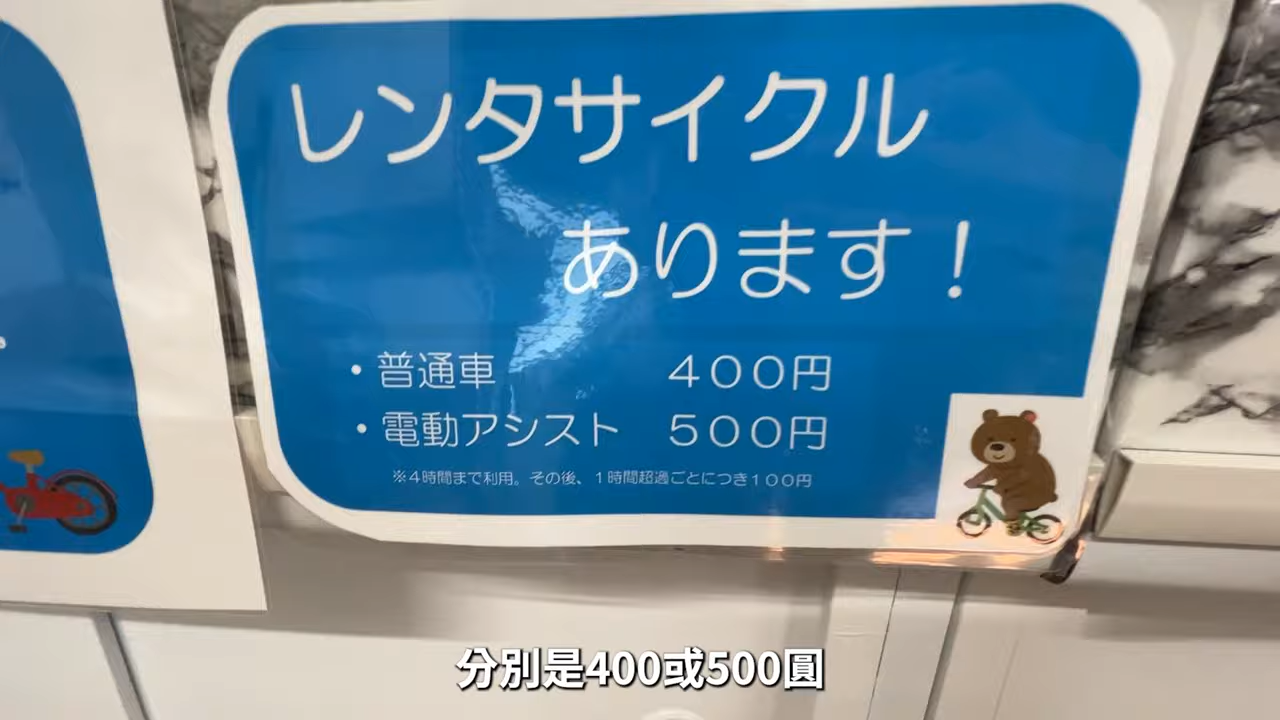 レンタサイクル
あります！
・普通車　４００円
・電動アシスト　５００円
※４時間まで利用。その後、１時間超過ごとにつき１００円
分別是400或500圓